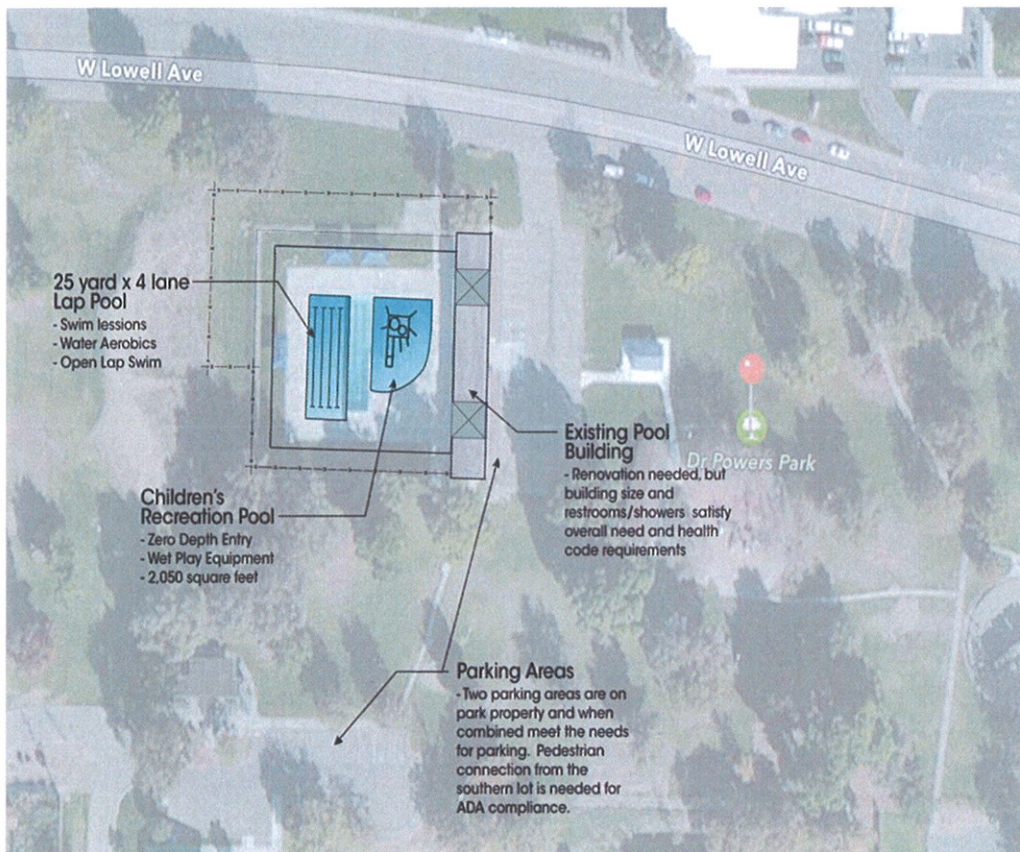 W Lowell Ave
W Lowell Ave
25 yard x 4 lane
Lap Pool
- Swim lessions
- Water Aerobics
- Open Lap Swim
Existing Pool
Building
- Renovation needed, but
building size and
restrooms/showers satisfy
overall need and health
code requirements
Dr Powers Park
Children's
Recreation Pool
- Zero Depth Entry
- Wet Play Equipment
- 2,050 square feet
Parking Areas
- Two parking areas are on
park property and when
combined meet the needs
for parking. Pedestrian
connection from the
southern lot is needed for
ADA compliance.